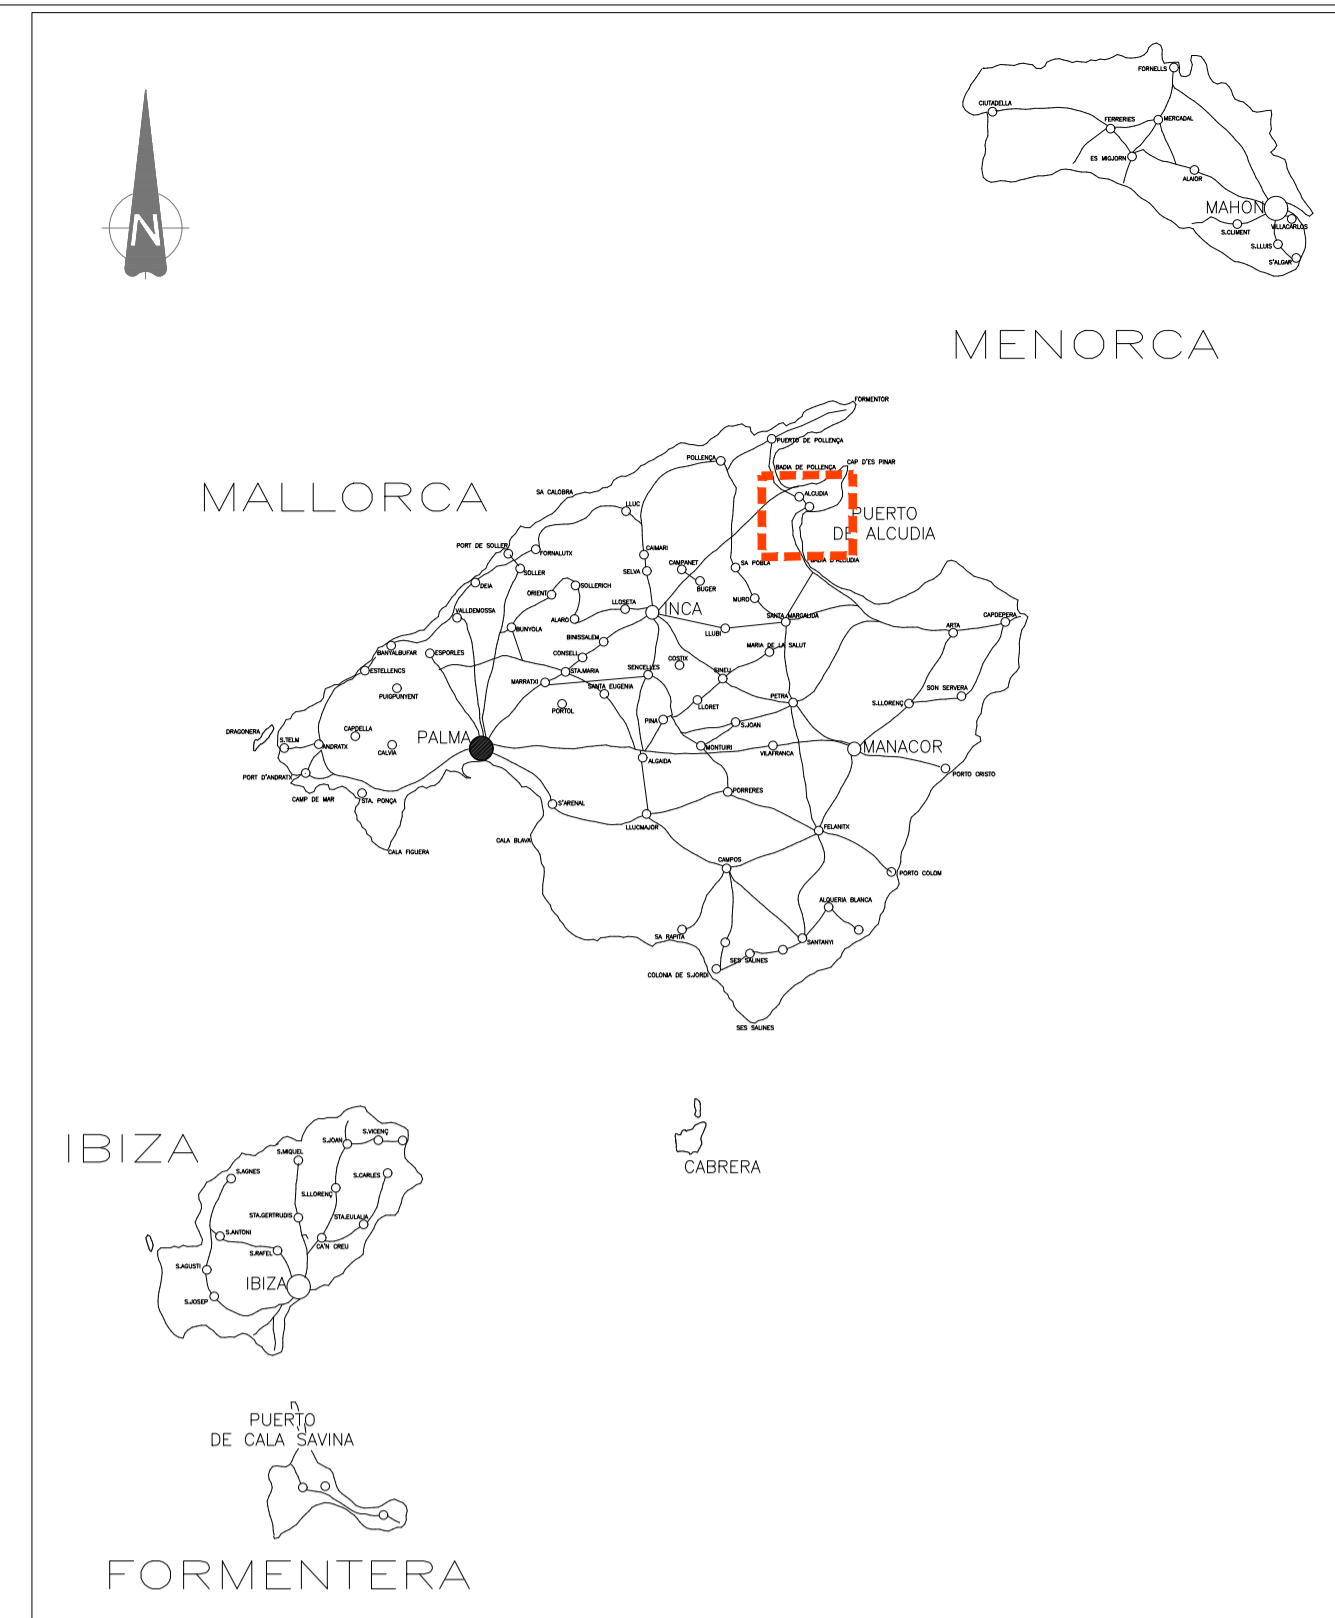 FORNELLS
CIUTADELLA
FERRERIES
MERCADAL
ES MIGJORN
ALAIOR
MAHON
VILLACARLOS
S.CLIMENT
S.LLUIS
S'ALGAR
N
MENORCA
MALLORCA
FORMENTOR
PUERTO DE POLLENÇA
POLLENÇA
BADIA DE POLLENÇA
CAP D'ES PINAR
SA CALOBRA
ALCUDIA
LLUC
PUERTO
DE ALCUDIA
PORT DE SOLLER
FORNALUTX
CAIMARI
BADIA D'ALCUDIA
CAMPANET
SA POBLA
SOLLER
SELVA
DEIA
SOLLERICH
BUGER
ORIENT
MURO
LLOSETA
INCA
VALLDEMOSSA
ALARO
SANTA MARGALIDA
CAPDEPERA
BUNYOLA
LLUBI
ARTA
BINISSALEM
MARIA DE LA SALUT
BANYALBUFAR
ESPORLES
CONSELL
COSTIX
ESTELLENCS
STA.MARIA
SENCELLES
SINEU
MARRATXI
SANTA EUGENIA
PUIGPUNYENT
PETRA
SON SERVERA
S.LLORENÇ
PORTOL
LLORET
PINA
S.JOAN
DRAGONERA
CAPDELLA
S.TELM
PALMA
ANDRATX
CALVIA
MONTUIRI
VILAFRANCA
MANACOR
ALGAIDA
PORT D'ANDRATX
PORTO CRISTO
PORRERES
CAMP DE MAR
STA. PONÇA
S'ARENAL
LLUCMAJOR
FELANITX
CALA BLAVA
CALA FIGUERA
CAMPOS
PORTO COLOM
ALQUERIA BLANCA
SA RAPITA
SANTANYI
SES SALINES
COLONIA DE S.JORDI
SES SALINES
CABRERA
IBIZA
S.VICENÇ
S.JOAN
S.MIQUEL
S.AGNES
S.CARLES
S.LLORENÇ
STA.GERTRUDIS
STA.EULALIA
S.ANTONI
CA'N CREU
S.RAFEL
S.AGUSTI
IBIZA
S.JOSEP
PUERTO
DE CALA SAVINA
FORMENTERA